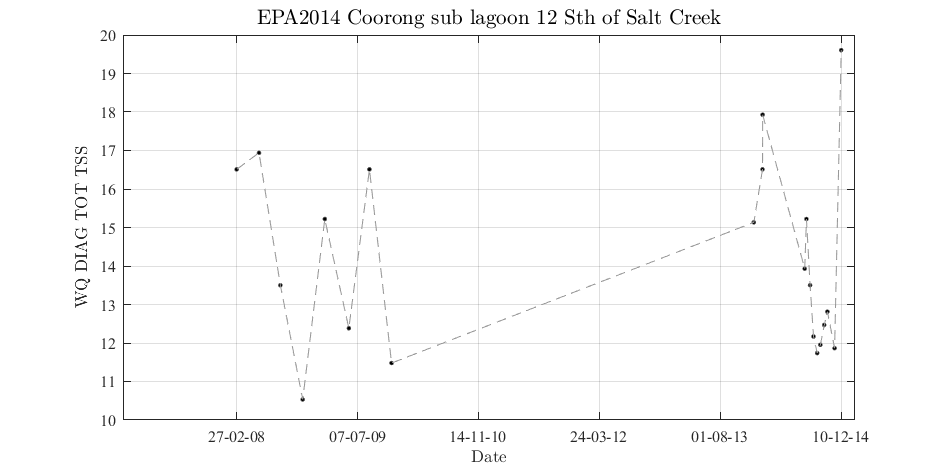 EPA2014 Coorong sub lagoon 12 Sth of Salt Creek
20
19
18
17
16
15
14
13
12
11
10
WQ DIAG TOT TSS
27-02-08 07-07-09 14-11-10 24-03-12 01-08-13 10-12-14
Date